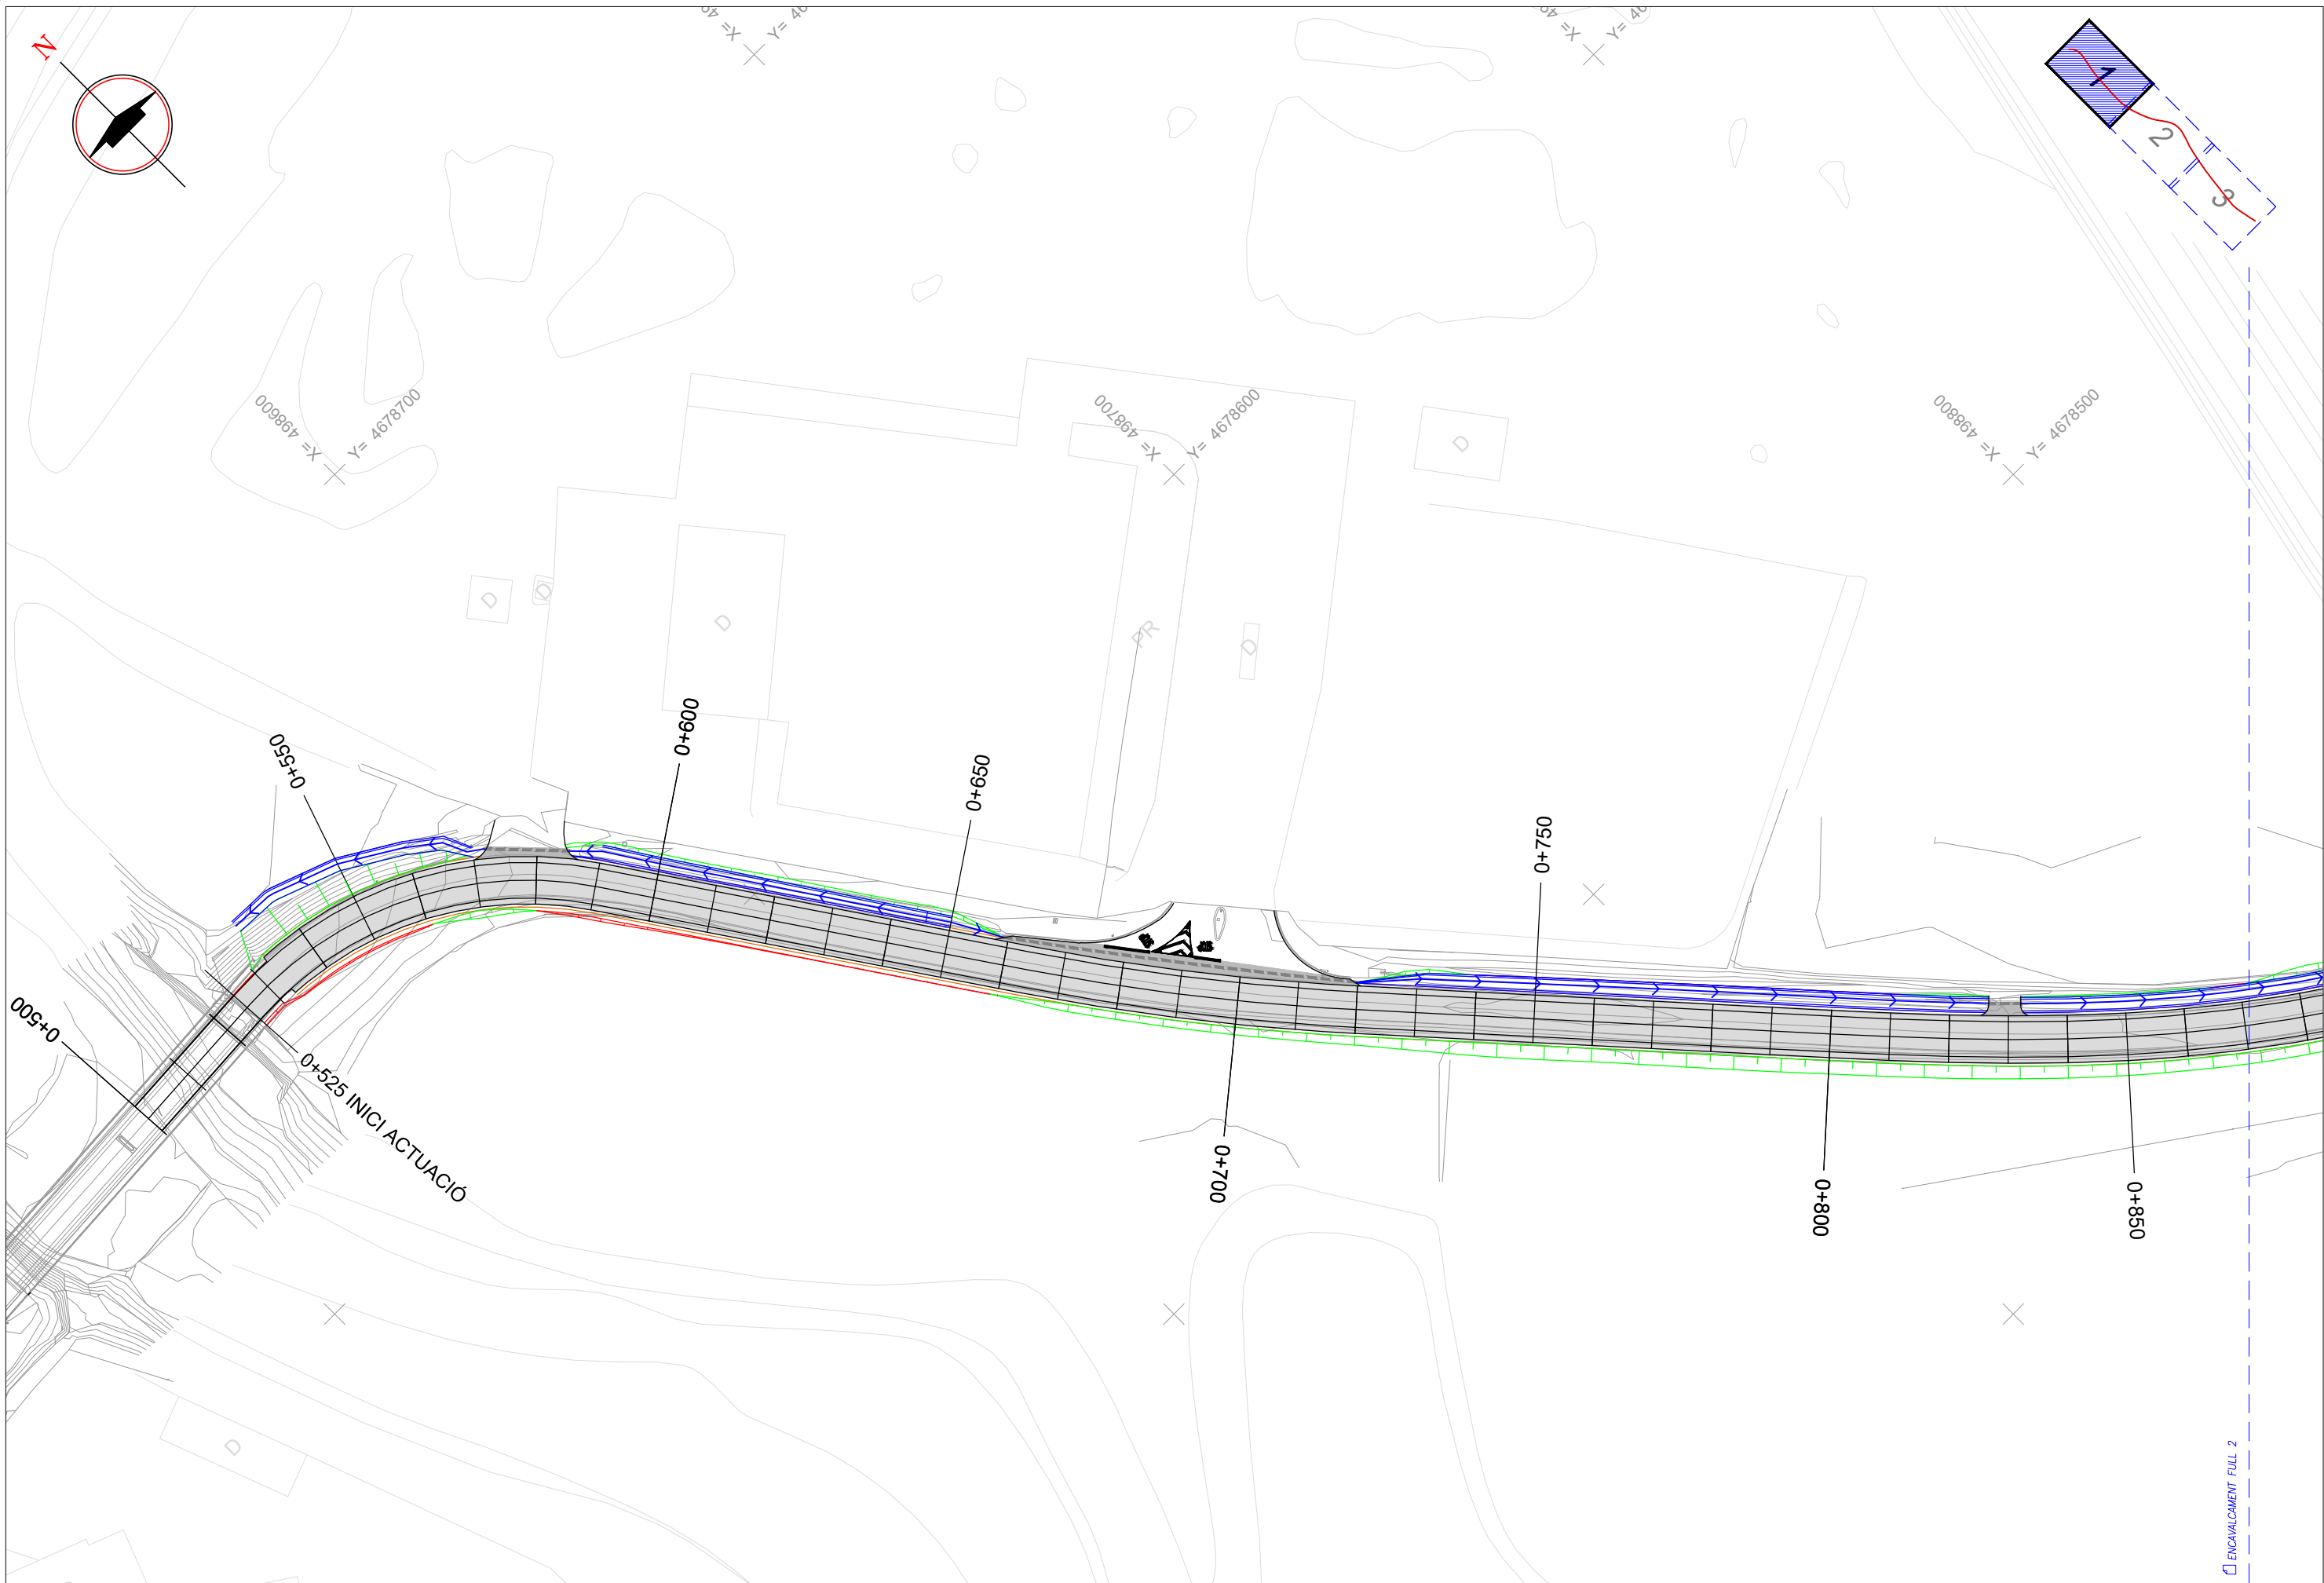 N
1
2
3
X= 498600
Y= 4678700
X= 498700
Y= 4678600
X= 498800
Y= 4678500
D
D
D
D
D
PR
D
0+500
0+525 INICI ACTUACIÓ
0+550
0+600
0+650
0+700
0+750
0+800
0+850
ENCAVALCAMENT FULL 2